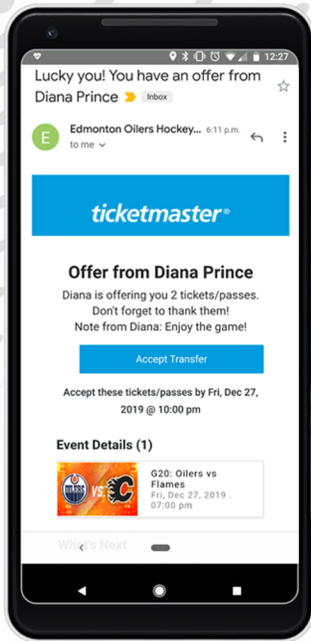 12:27
Lucky you! You have an offer from
Diana Prince Inbox
E
Edmonton Oilers Hockey... 6:11 p.m.
to me
ticketmaster®
Offer from Diana Prince
Diana is offering you 2 tickets/passes.
Don't forget to thank them!
Note from Diana: Enjoy the game!
Accept Transfer
Accept these tickets/passes by Fri, Dec 27,
2019 @ 10:00 pm
Event Details (1)
OILERS VS C
G20: Oilers vs
Flames
Fri, Dec 27, 2019 .
07:00 pm
What's Next